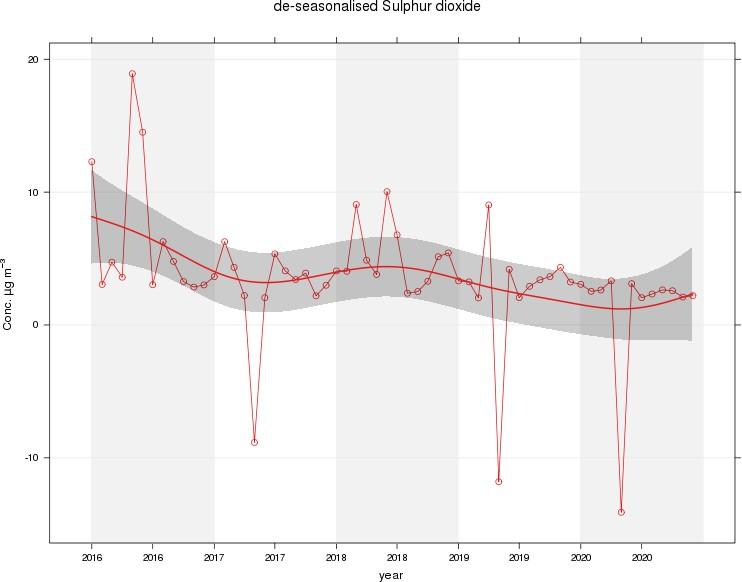 de-seasonalised Sulphur dioxide
20
10
0
-10
Conc. µg m⁻³
2016 2016 2017 2017 2018 2018 2019 2019 2020 2020
year